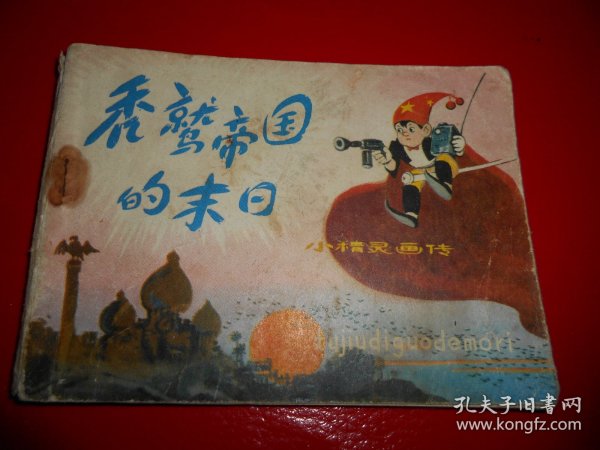 秃鹫帝国
的末日
小精灵画传
tujiudiguodemori
孔夫子旧书网
www.kongfz.com